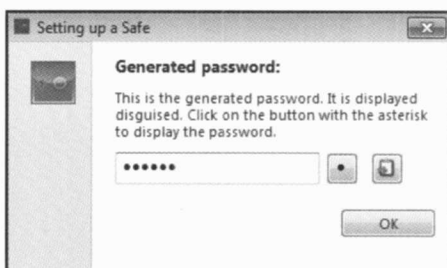 Setting up a Safe
Generated password:
This is the generated password. It is displayed
disguised. Click on the button with the asterisk
to display the password.
••••••
OK